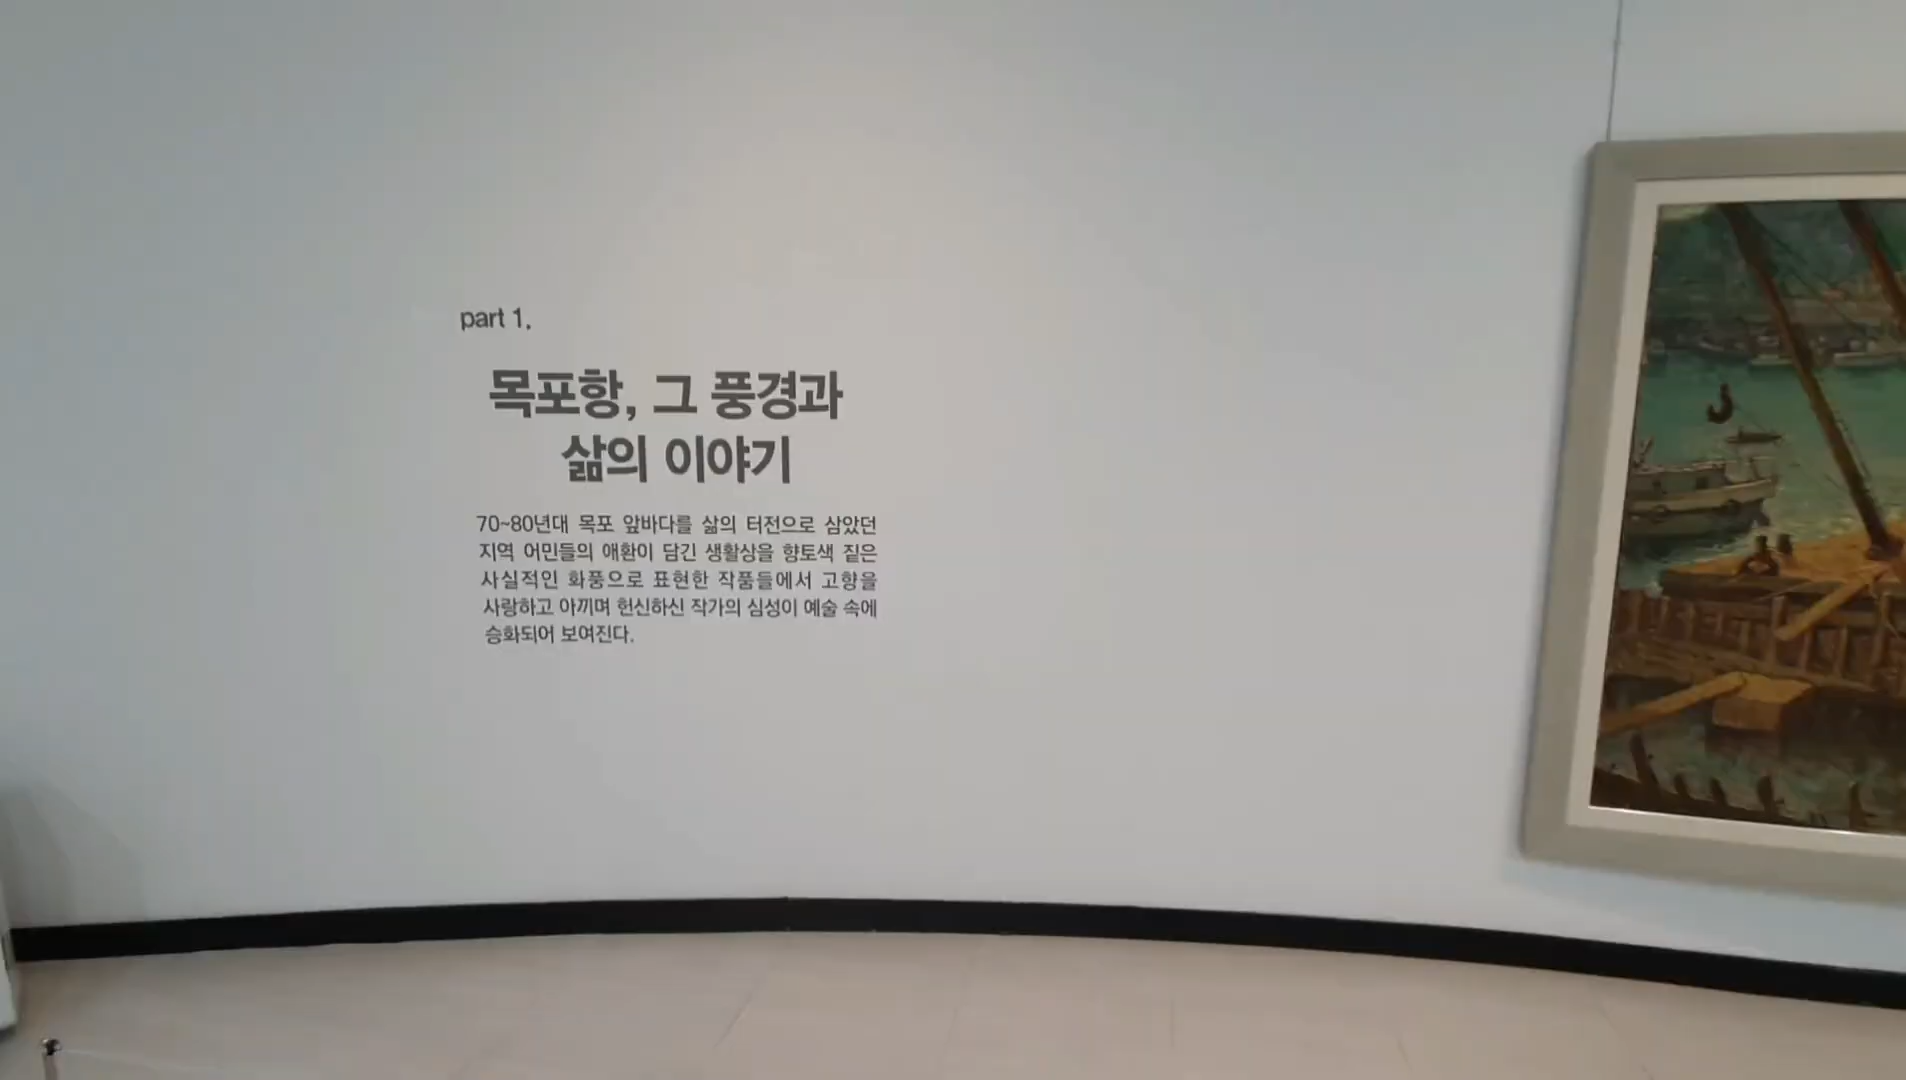 part 1.
목포항, 그 풍경과
삶의 이야기
70~80년대 목포 앞바다를 삶의 터전으로 삼았던
지역 어민들의 애환이 담긴 생활상을 향토색 짙은
사실적인 화풍으로 표현한 작품들에서 고향을
사랑하고 아끼며 헌신하신 작가의 심성이 예술 속에
승화되어 보여진다.